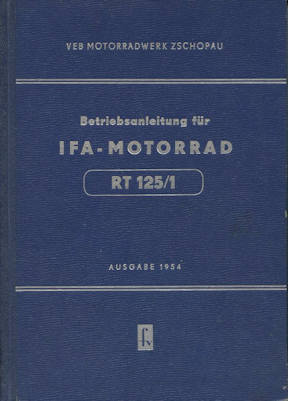 VEB MOTORRADWERK ZSCHOPAU
Betriebsanleitung für
IFA-MOTORRAD
RT 125/1
AUSGABE 1954
fv